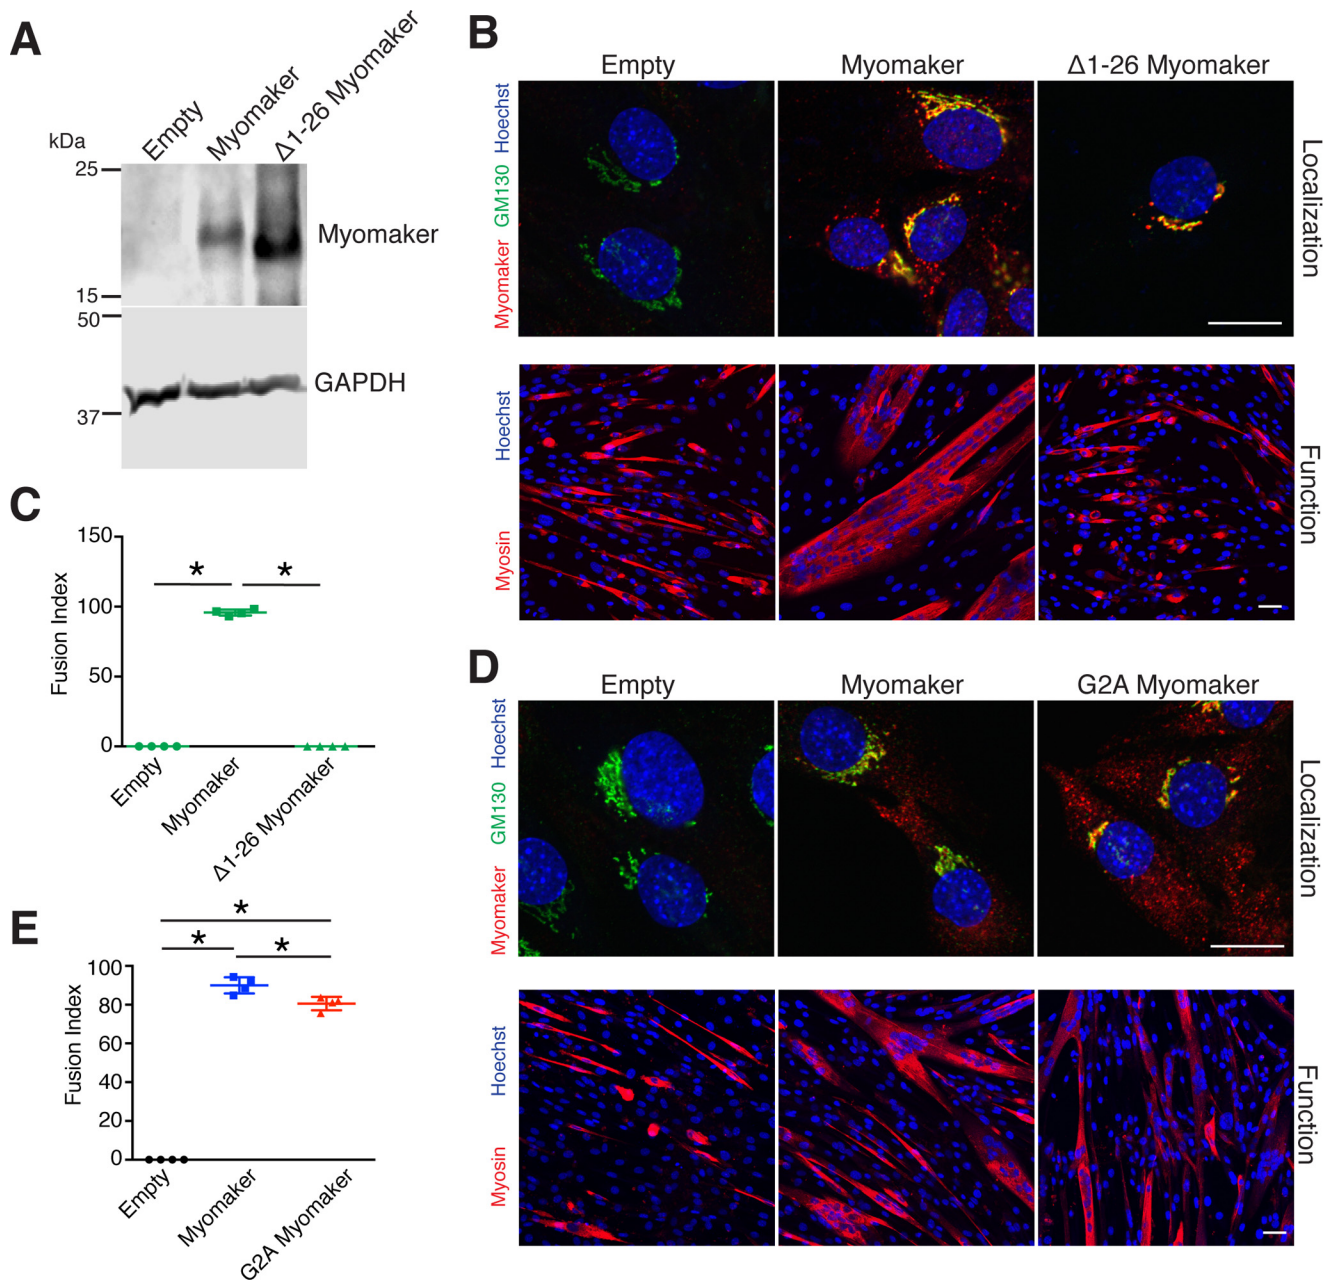 A
kDa
Empty
Myomaker
Δ1-26 Myomaker
25
15
Myomaker
50
37
GAPDH
B
Empty
Myomaker
Δ1-26 Myomaker
Myomaker GM130 Hoechst
Localization
Myosin Hoechst
Function
C
Fusion Index
150
100
50
0
* *
Empty
Myomaker
Δ1-26 Myomaker
D
Empty
Myomaker
G2A Myomaker
Myomaker GM130 Hoechst
Localization
Myosin Hoechst
Function
E
Fusion Index
*
* *
100
80
60
40
20
0
Empty
Myomaker
G2A Myomaker